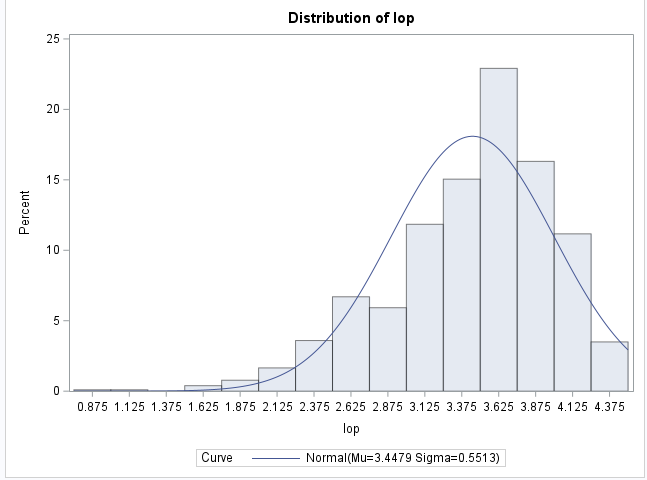 Distribution of lop
25
20
15
10
5
0
Percent
0.875 1.125 1.375 1.625 1.875 2.125 2.375 2.625 2.875 3.125 3.375 3.625 3.875 4.125 4.375
lop
Curve Normal(Mu=3.4479 Sigma=0.5513)